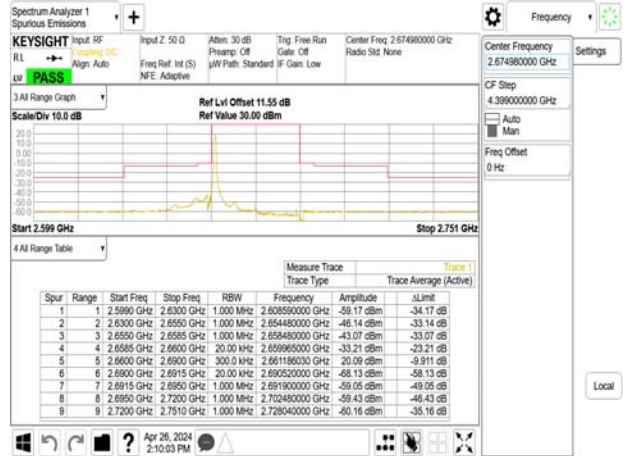 Spectrum Analyzer 1
Spurious Emissions
Frequency
KEYSIGHT
Input: RF
Coupling: DC
Align: Auto
RL
PASS
Input Z: 50 Ω
Freq Ref: Int (S)
NFE: Adaptive
Atten: 30 dB
Preamp: Off
µW Path: Standard
Trig: Free Run
Gate: Off
IF Gain: Low
Center Freq: 2.674980000 GHz
Radio Std: None
Center Frequency
2.674980000 GHz
Settings
CF Step
4.399000000 GHz
Auto
Man
Freq Offset
0 Hz
3 All Range Graph
Scale/Div 10.0 dB
Ref Lvl Offset 11.55 dB
Ref Value 30.00 dBm
20.0
10.0
0.00
-10.0
-20.0
-30.0
-40.0
-50.0
-60.0
Start 2.599 GHz
Stop 2.751 GHz
4 All Range Table
Measure Trace Trace 1
Trace Type Trace Average (Active)
Spur Range Start Freq Stop Freq RBW Frequency Amplitude ΔLimit
1 1 2.5990 GHz 2.6300 GHz 1.000 MHz 2.608590000 GHz -59.17 dBm -34.17 dB
2 2 2.6300 GHz 2.6550 GHz 1.000 MHz 2.654480000 GHz -46.14 dBm -33.14 dB
3 3 2.6550 GHz 2.6585 GHz 1.000 MHz 2.658480000 GHz -43.07 dBm -33.07 dB
4 4 2.6585 GHz 2.6600 GHz 20.00 kHz 2.659965000 GHz -33.21 dBm -23.21 dB
5 5 2.6600 GHz 2.6900 GHz 300.0 kHz 2.661186030 GHz 20.09 dBm -9.911 dB
6 6 2.6900 GHz 2.6915 GHz 20.00 kHz 2.690520000 GHz -68.13 dBm -58.13 dB
7 7 2.6915 GHz 2.6950 GHz 1.000 MHz 2.691900000 GHz -59.05 dBm -49.05 dB
8 8 2.6950 GHz 2.7200 GHz 1.000 MHz 2.702480000 GHz -59.43 dBm -46.43 dB
9 9 2.7200 GHz 2.7510 GHz 1.000 MHz 2.728040000 GHz -60.16 dBm -35.16 dB
Local
Apr 26, 2024
2:10:03 PM